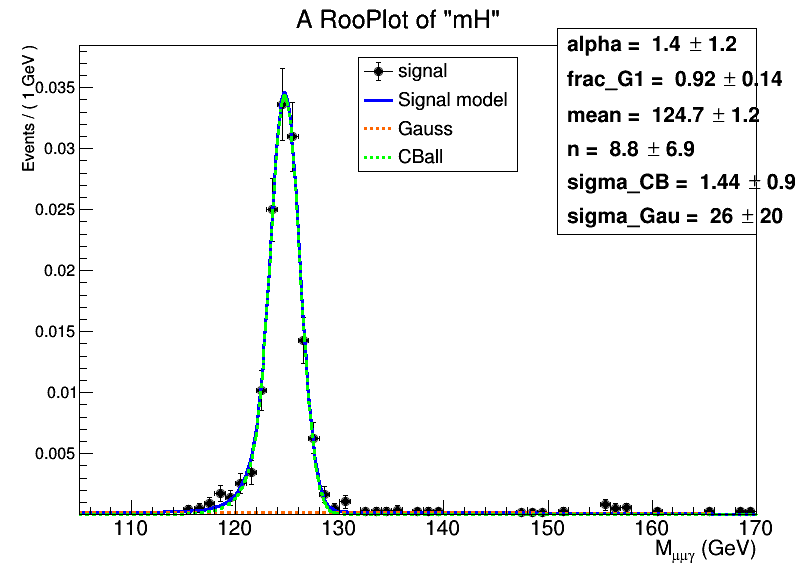 A RooPlot of "mH"
Events / ( 1 GeV )
0.035
0.03
0.025
0.02
0.015
0.01
0.005
110
120
130
140
150
160
170
M_μμγ (GeV)
signal
Signal model
Gauss
CBall
alpha = 1.4 ± 1.2
frac_G1 = 0.92 ± 0.14
mean = 124.7 ± 1.2
n = 8.8 ± 6.9
sigma_CB = 1.44 ± 0.9
sigma_Gau = 26 ± 20